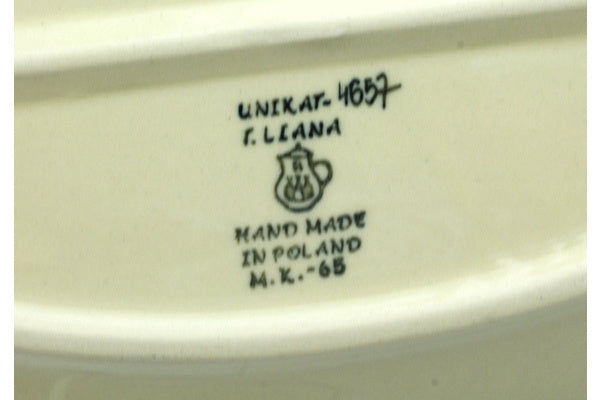 UNIKAT-4657
T. LIANA
HAND MADE
IN POLAND
M.K.-65